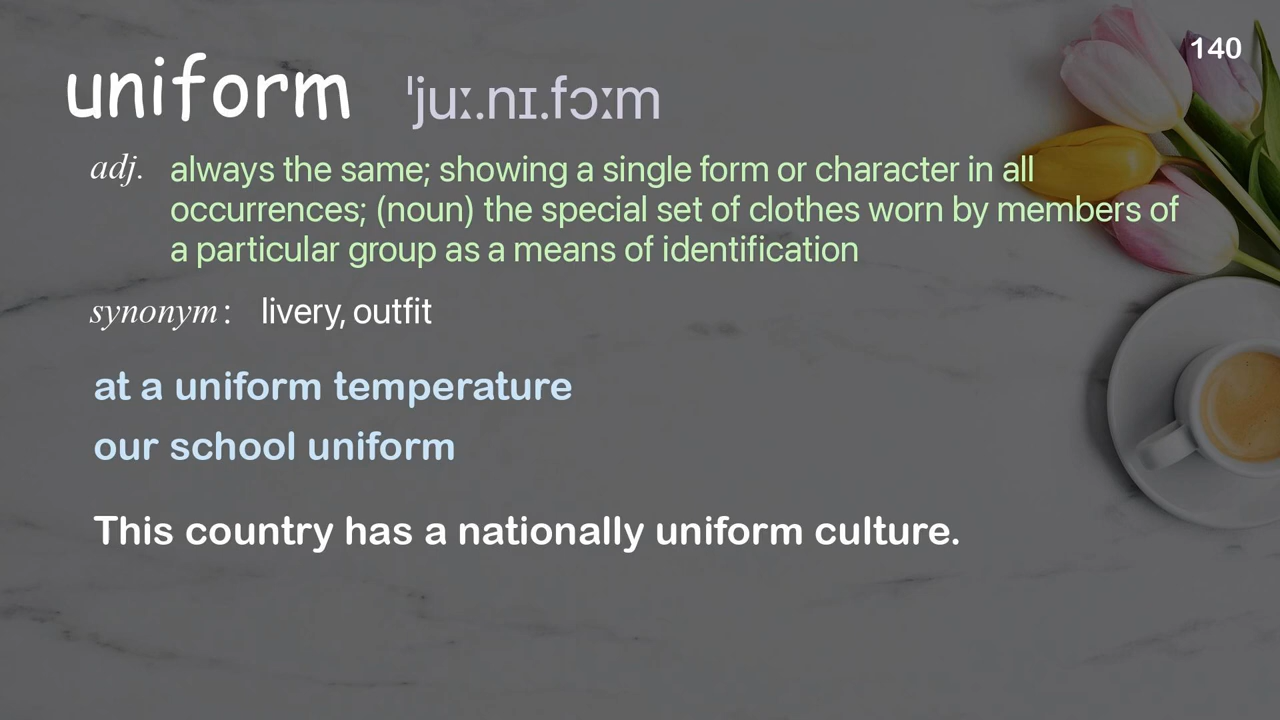 140
uniform ˈjuː.nɪ.fɔːm
adj. always the same; showing a single form or character in all
occurrences; (noun) the special set of clothes worn by members of
a particular group as a means of identification
synonym: livery, outfit
at a uniform temperature
our school uniform
This country has a nationally uniform culture.